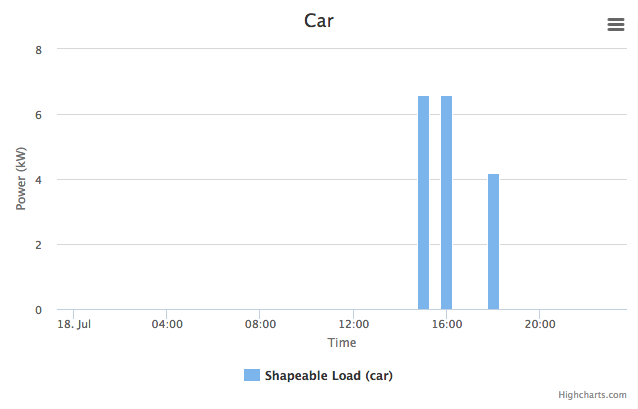 Car
8
6
4
2
0
Power (kW)
18. Jul 04:00 08:00 12:00 16:00 20:00
Time
Shapeable Load (car)
Highcharts.com